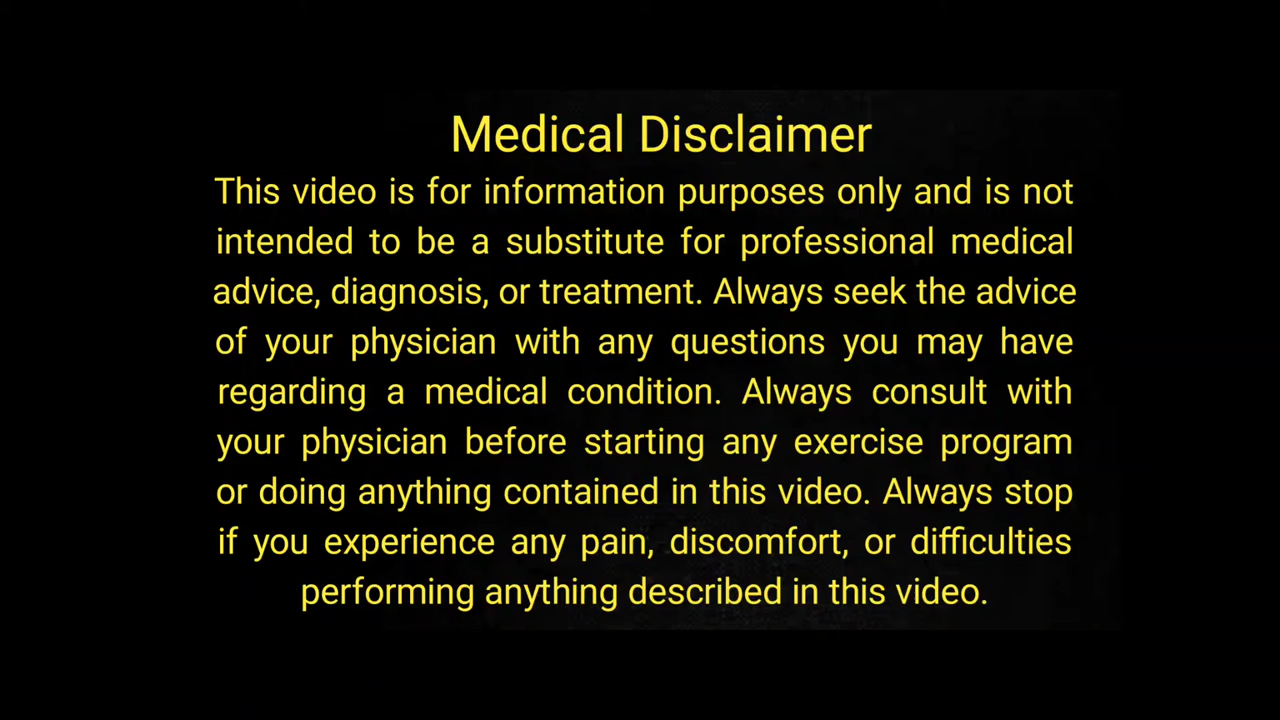 Medical Disclaimer
This video is for information purposes only and is not
intended to be a substitute for professional medical
advice, diagnosis, or treatment. Always seek the advice
of your physician with any questions you may have
regarding a medical condition. Always consult with
your physician before starting any exercise program
or doing anything contained in this video. Always stop
if you experience any pain, discomfort, or difficulties
performing anything described in this video.